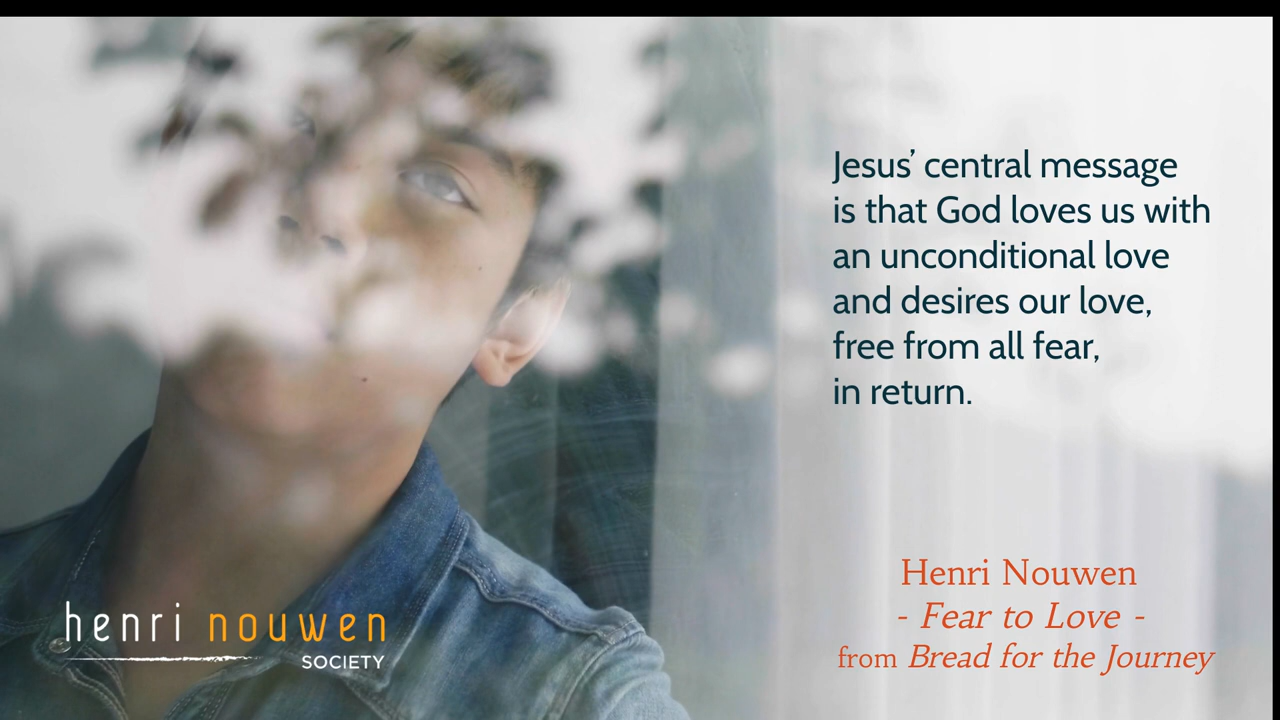 Jesus’ central message
is that God loves us with
an unconditional love
and desires our love,
free from all fear,
in return.
Henri Nouwen
- Fear to Love -
from Bread for the Journey
henri nouwen
SOCIETY